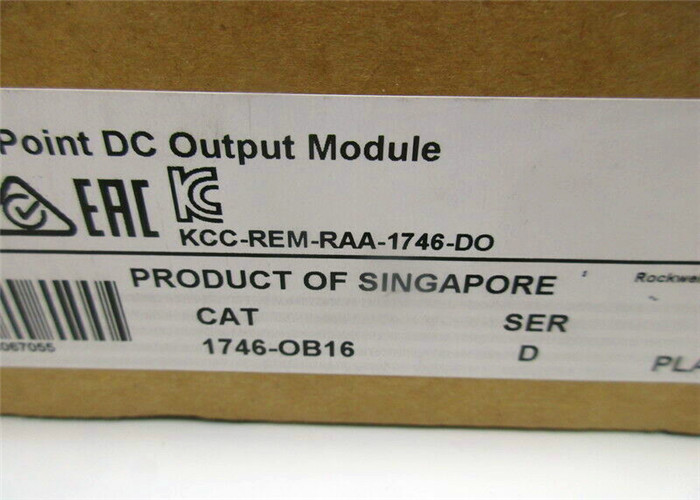 Point DC Output Module
EAC KC
KCC-REM-RAA-1746-DO
PRODUCT OF SINGAPORE Rockwe
CAT SER
1746-OB16 D PLA
067055